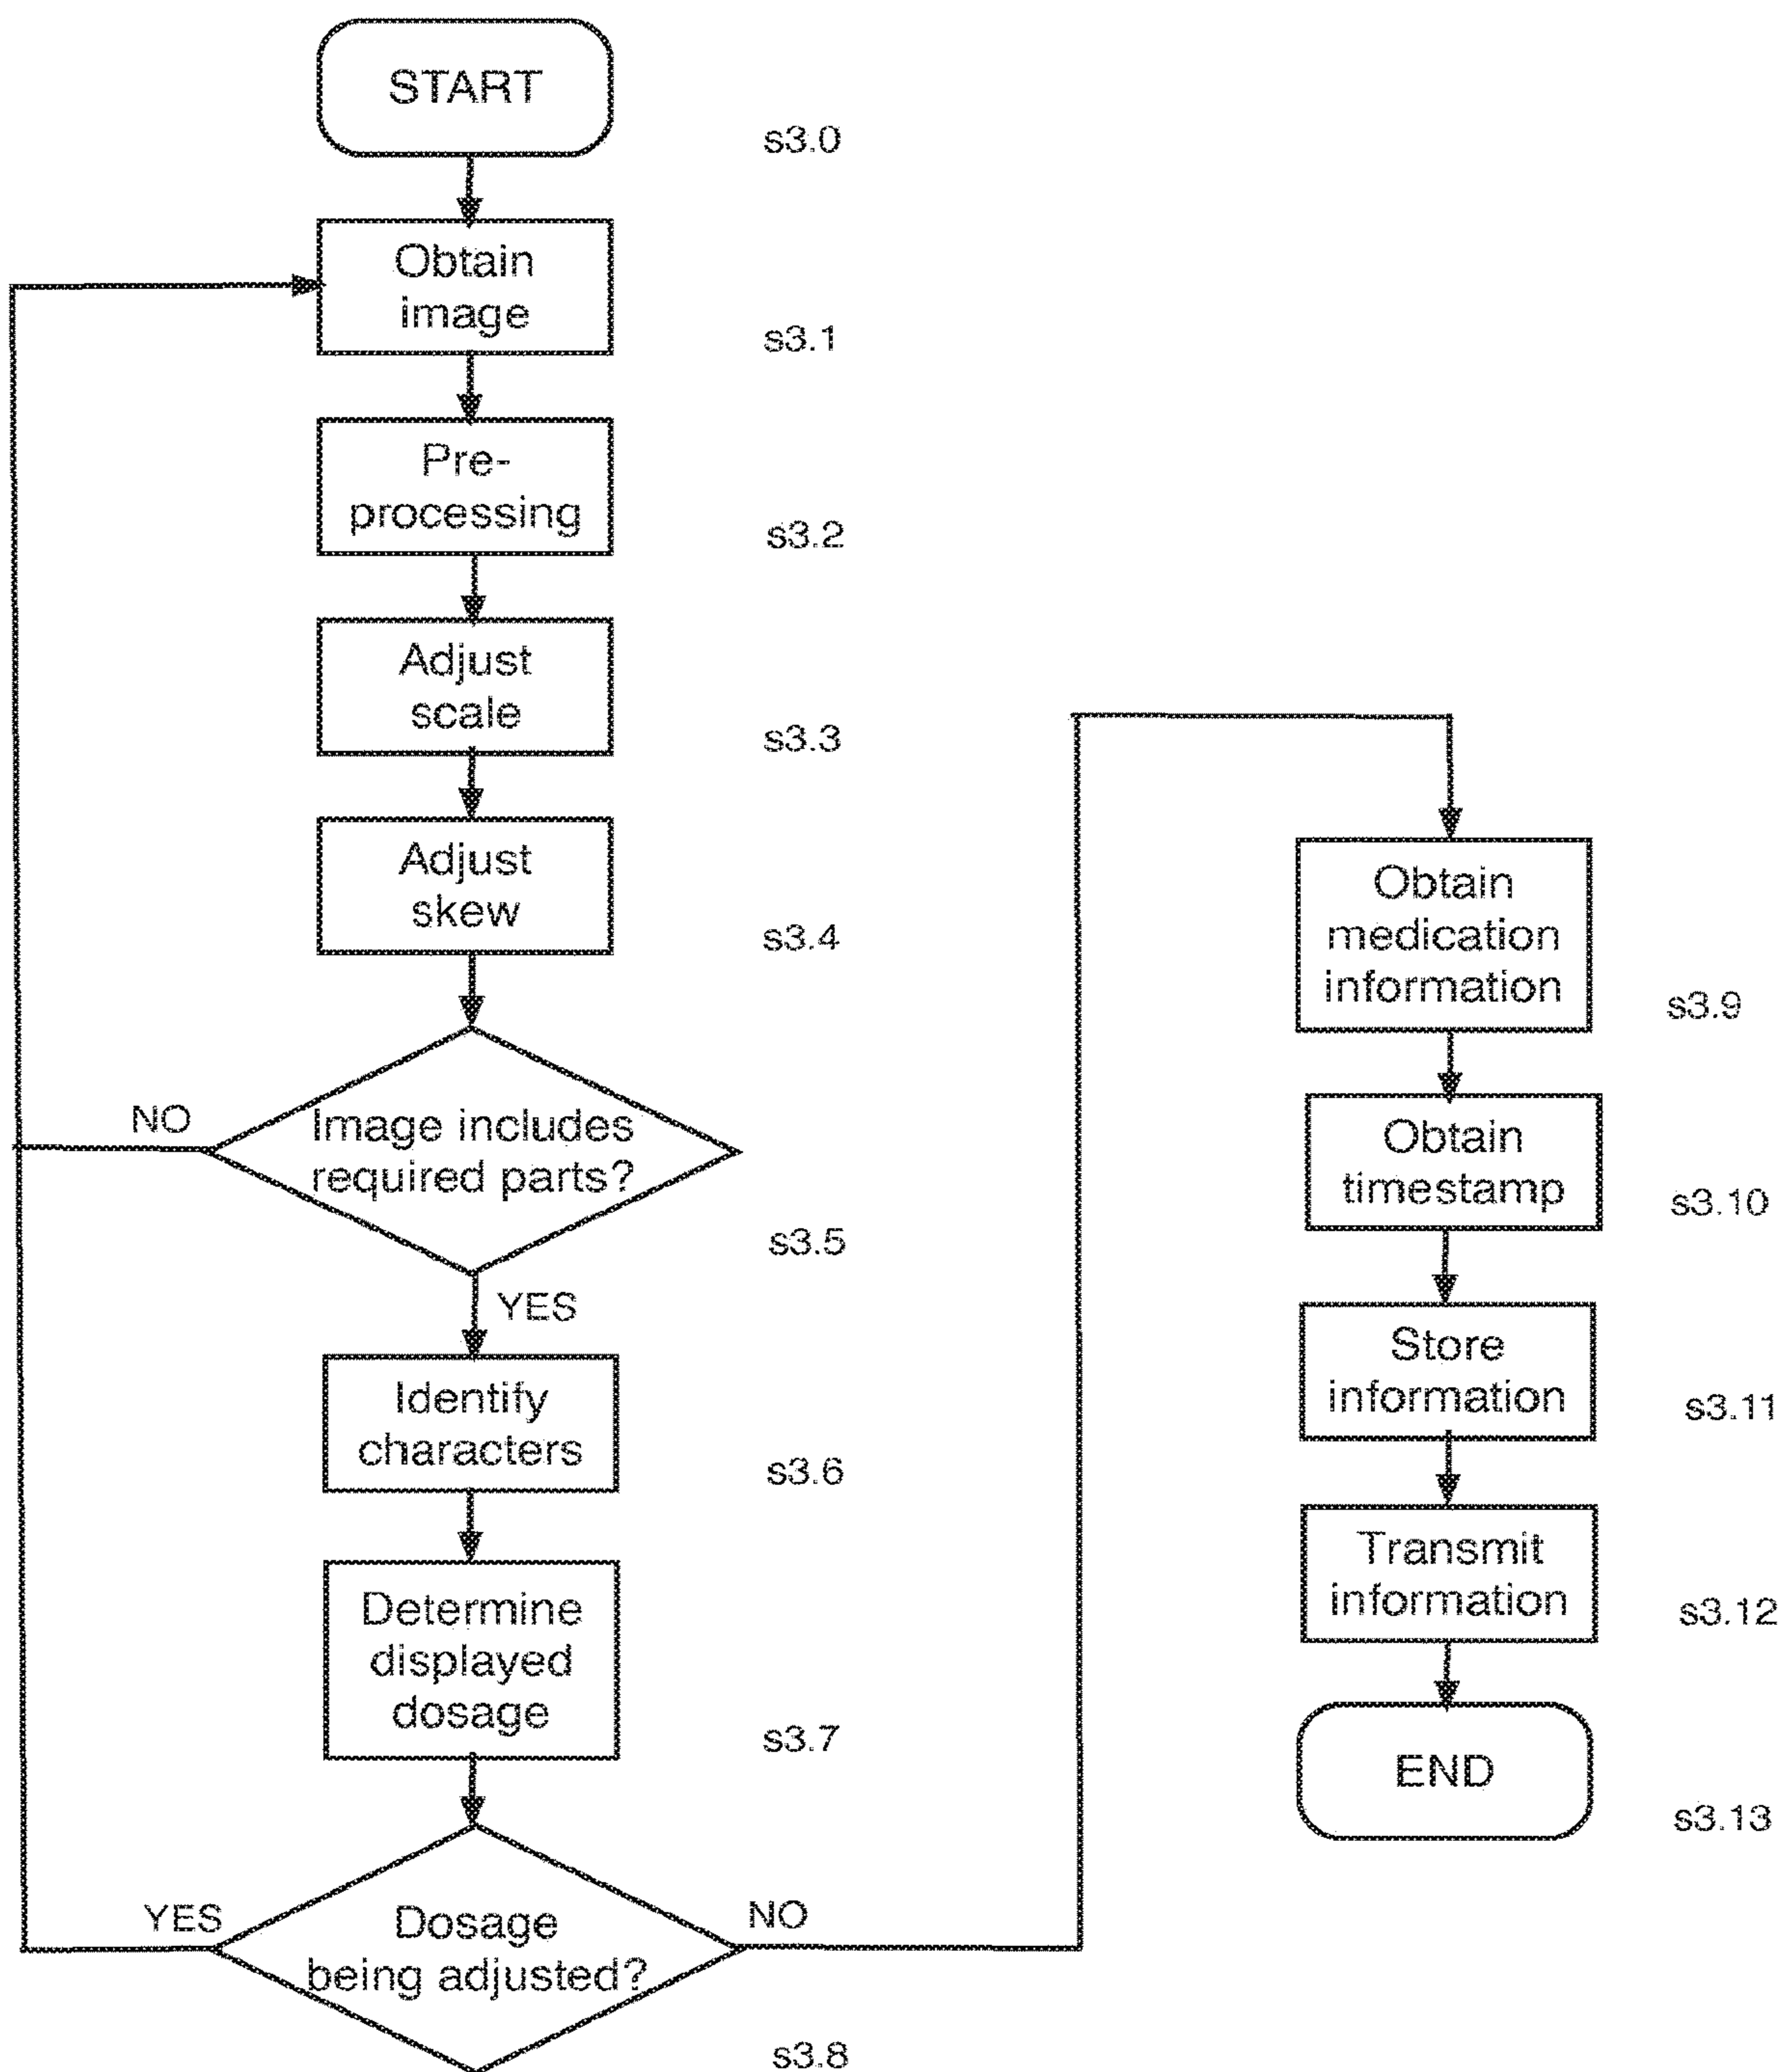 START
s3.0
Obtain
image
s3.1
Pre-
processing
s3.2
Adjust
scale
s3.3
Adjust
skew
s3.4
Image includes
required parts?
NO
s3.5
YES
Identify
characters
s3.6
Determine
displayed
dosage
s3.7
Dosage
being adjusted?
YES
NO
s3.8
Obtain
medication
information
s3.9
Obtain
timestamp
s3.10
Store
information
s3.11
Transmit
information
s3.12
END
s3.13